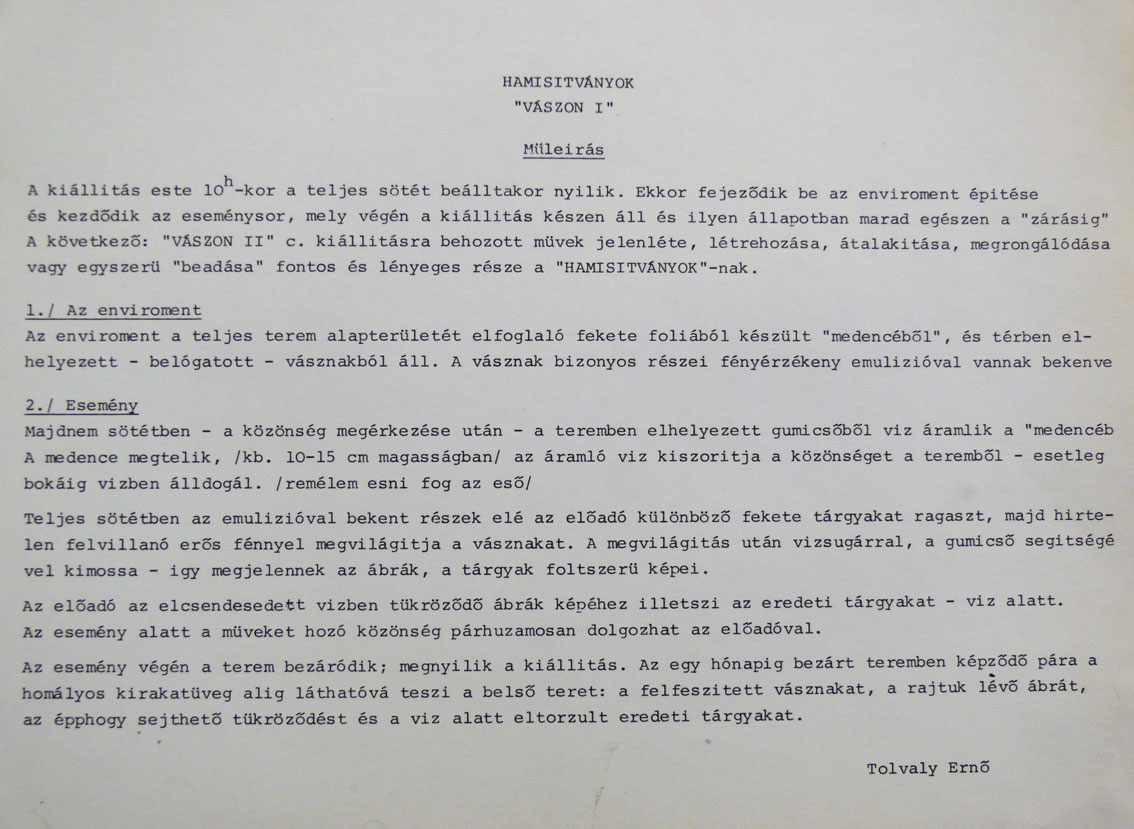 HAMISITVÁNYOK
"VÁSZON I"
Müleirás
A kiállitás este 10h-kor a teljes sötét beálltakor nyilik. Ekkor fejeződik be az enviroment épitése
és kezdődik az eseménysor, mely végén a kiállitás készen áll és ilyen állapotban marad egészen a "zárásig"
A következő: "VÁSZON II" c. kiállitásra behozott müvek jelenléte, létrehozása, átalakitása, megrongálódása
vagy egyszerü "beadása" fontos és lényeges része a "HAMISITVÁNYOK"-nak.
1./ Az enviroment
Az enviroment a teljes terem alapterületét elfoglaló fekete foliából készült "medencéből", és térben el-
helyezett - belógatott - vásznakból áll. A vásznak bizonyos részei fényérzékeny emulizióval vannak bekenve
2./ Esemény
Majdnem sötétben - a közönség megérkezése után - a teremben elhelyezett gumicsőből viz áramlik a "medencéb
A medence megtelik, /kb. 10-15 cm magasságban/ az áramló viz kiszoritja a közönséget a teremből - esetleg
bokáig vizben álldogál. /remélem esni fog az eső/
Teljes sötétben az emulizióval bekent részek elé az előadó különböző fekete tárgyakat ragaszt, majd hirte-
len felvillanó erős fénnyel megvilágitja a vásznakat. A megvilágitás után vizsugárral, a gumicső segitségé
vel kimossa - igy megjelennek az ábrák, a tárgyak foltszerü képei.
Az előadó az elcsendesedett vizben tükröződő ábrák képéhez illetszi az eredeti tárgyakat - viz alatt.
Az esemény alatt a müveket hozó közönség párhuzamosan dolgozhat az előadóval.
Az esemény végén a terem bezáródik; megnyilik a kiállitás. Az egy hónapig bezárt teremben képződő pára a
homályos kirakatüveg alig láthatóvá teszi a belső teret: a felfeszitett vásznakat, a rajtuk lévő ábrát,
az épphogy sejthető tükröződést és a viz alatt eltorzult eredeti tárgyakat.
Tolvaly Ernő